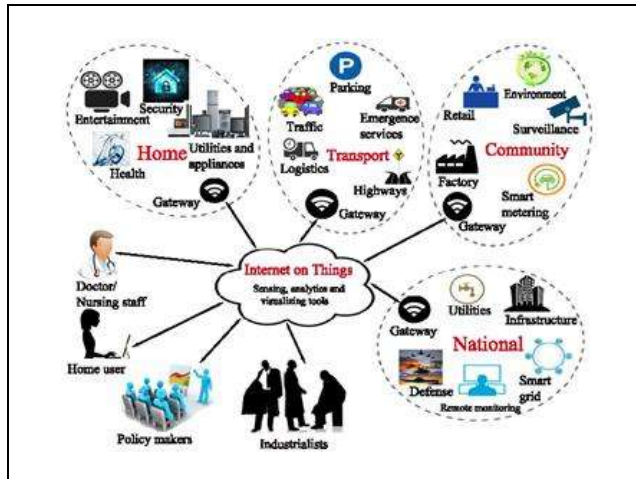 Entertainment
Security
Home
Utilities and
appliances
Health
Gateway
P
Parking
Traffic
Emergence
services
Logistics
Transport
Highways
Gateway
Retail
Environment
Surveillance
Community
Factory
Smart
metering
Gateway
Internet on Things
Sensing, analytics and
visualizing tools
Doctor/
Nursing staff
Home user
Policy makers
Industrialists
Gateway
Utilities
Infrastructure
National
Defense
Smart
grid
Remote monitoring